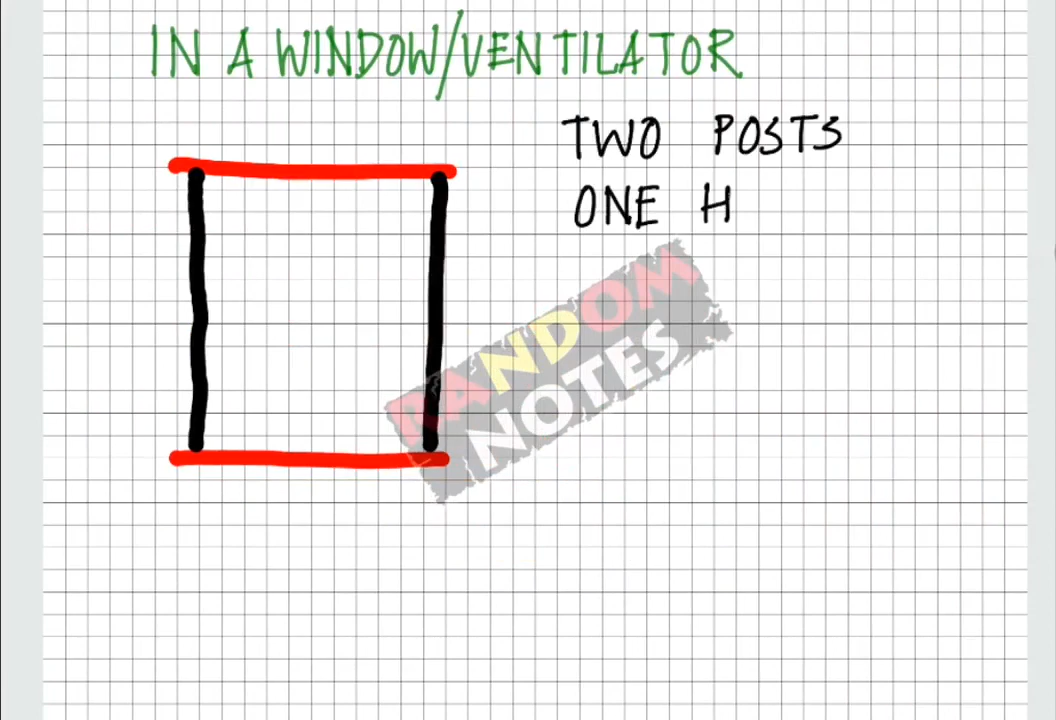 IN A WINDOW/VENTILATOR
TWO POSTS
ONE H
RANDOM
NOTES